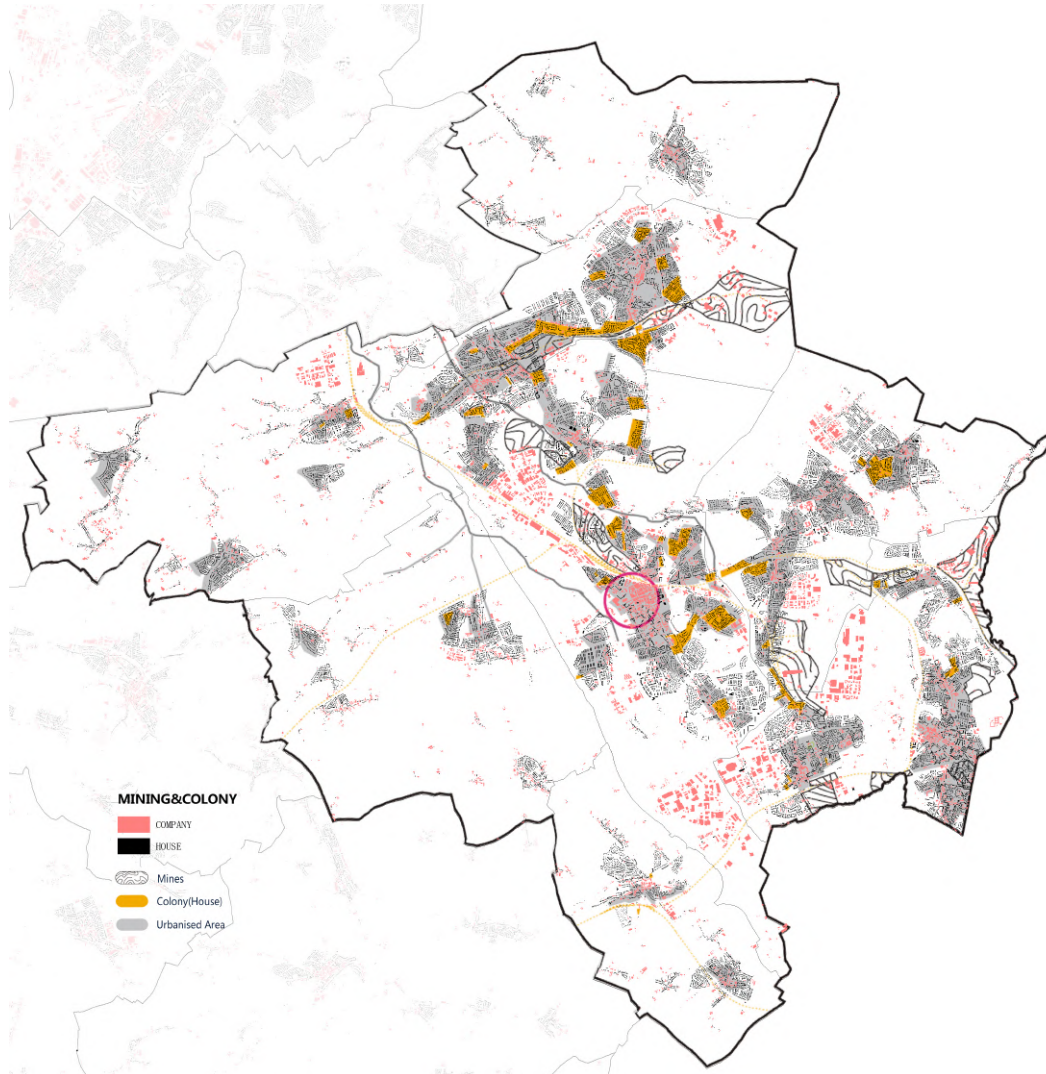 MINING&COLONY
COMPANY
HOUSE
Mines
Colony(House)
Urbanised Area